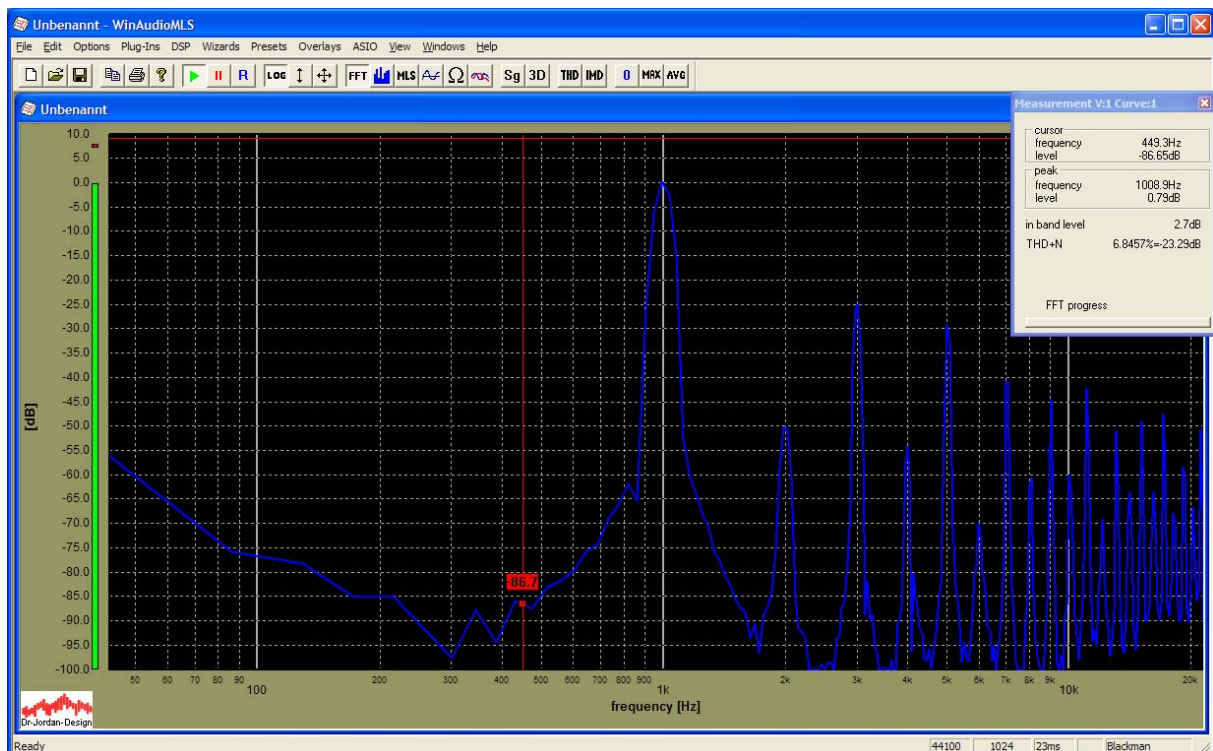 Unbenannt - WinAudioMLS
File Edit Options Plug-Ins DSP Wizards Presets Overlays ASIO View Windows Help
R LOG FFT MLS Ω Sg 3D THD IMD 0 MAX AVG
Unbenannt
Measurement V:1 Curve:1
cursor
frequency 449.3Hz
level -86.65dB
peak
frequency 1008.9Hz
level 0.79dB
in band level 2.7dB
THD+N 6.8457%=-23.29dB
FFT progress
10.0
5.0
0.0
-5.0
-10.0
-15.0
-20.0
-25.0
-30.0
-35.0
-40.0
-45.0
-50.0
-55.0
-60.0
-65.0
-70.0
-75.0
-80.0
-85.0
-90.0
-95.0
-100.0
[dB]
-86.7
50 60 70 80 90 100 200 300 400 500 600 700 800 900 1k 2k 3k 4k 5k 6k 7k 8k 9k 10k 20k
frequency [Hz]
Dr-Jordan-Design
Ready 44100 1024 23ms Blackman